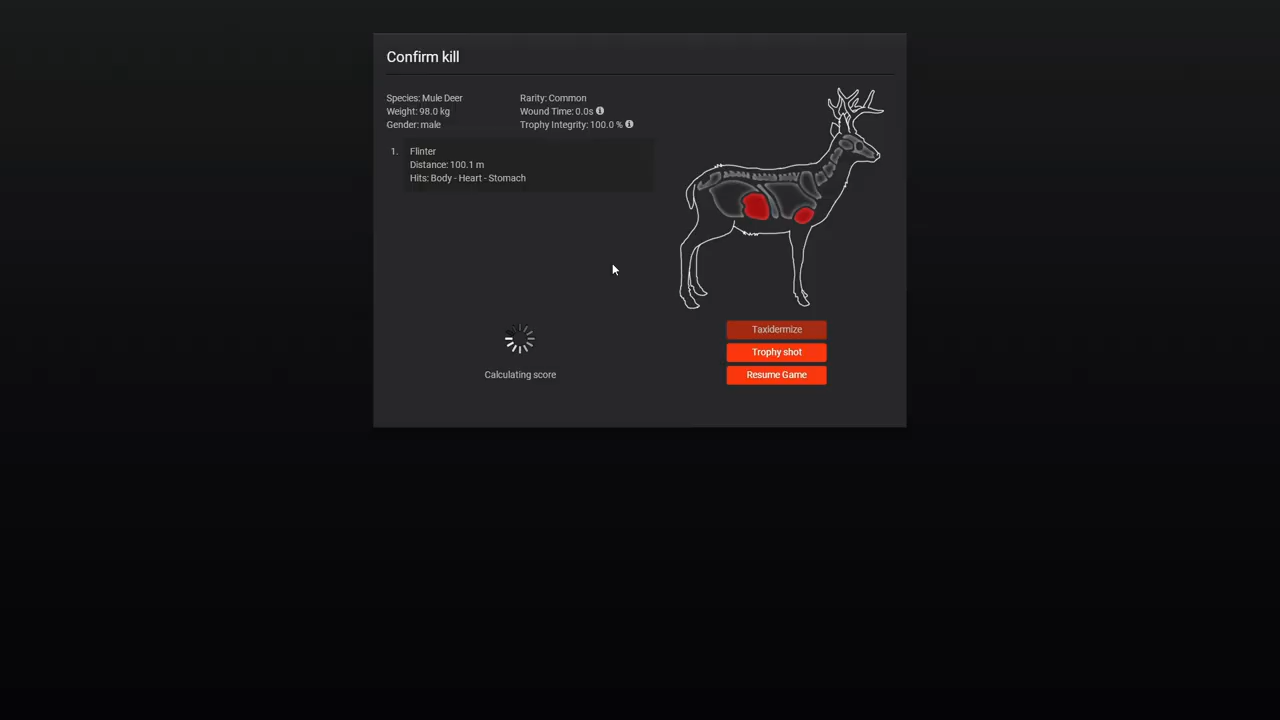 Confirm kill
Species: Mule Deer
Weight: 98.0 kg
Gender: male
Rarity: Common
Wound Time: 0.0s
Trophy Integrity: 100.0 %
1. Flinter
Distance: 100.1 m
Hits: Body - Heart - Stomach
Calculating score
Taxidermize
Trophy shot
Resume Game